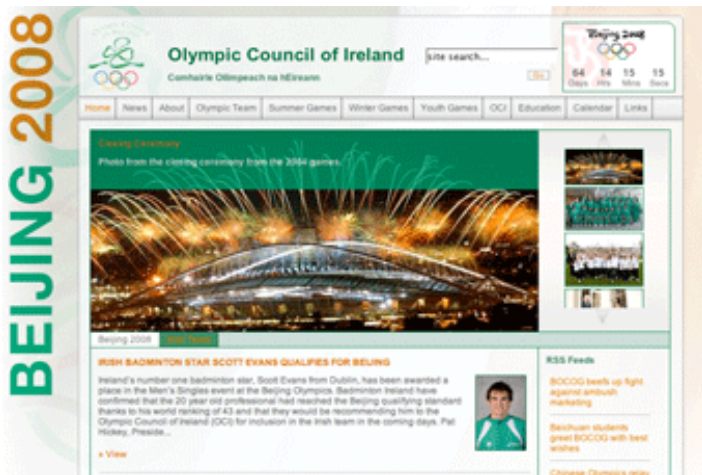 BEIJING 2008
Olympic Council of Ireland
Comhairle Oilimpeach na hÉireann
site search...
Go
Beijing 2008
64 14 15 15
Days Hrs Mins Secs
Home News About Olympic Team Summer Games Winter Games Youth Games OCI Education Calendar Links
Closing Ceremony
Photo from the closing ceremony from the 2004 games.
Beijing 2008
IRISH BADMINTON STAR SCOTT EVANS QUALIFIES FOR BEIJING
Ireland's number one badminton star, Scott Evans from Dublin, has been awarded a
place in the Men's Singles event at the Beijing Olympics. Badminton Ireland have
confirmed that the 20 year old professional had reached the Beijing qualifying standard
thanks to his world ranking of 43 and that they would be recommending him to the
Olympic Council of Ireland (OCI) for inclusion in the Irish team in the coming days. Pat
Hickey, Preside...
» View
RSS Feeds
BOCOG beefs up fight
against ambush
marketing
Beichuan students
greet BOCOG with best
wishes
Chinese Olympics relay